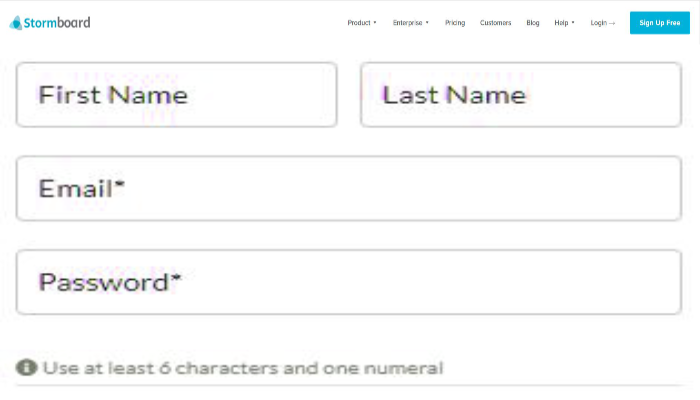 Stormboard Product Enterprise Pricing Customers Blog Help Login → Sign Up Free
First Name Last Name
Email*
Password*
Use at least 6 characters and one numeral